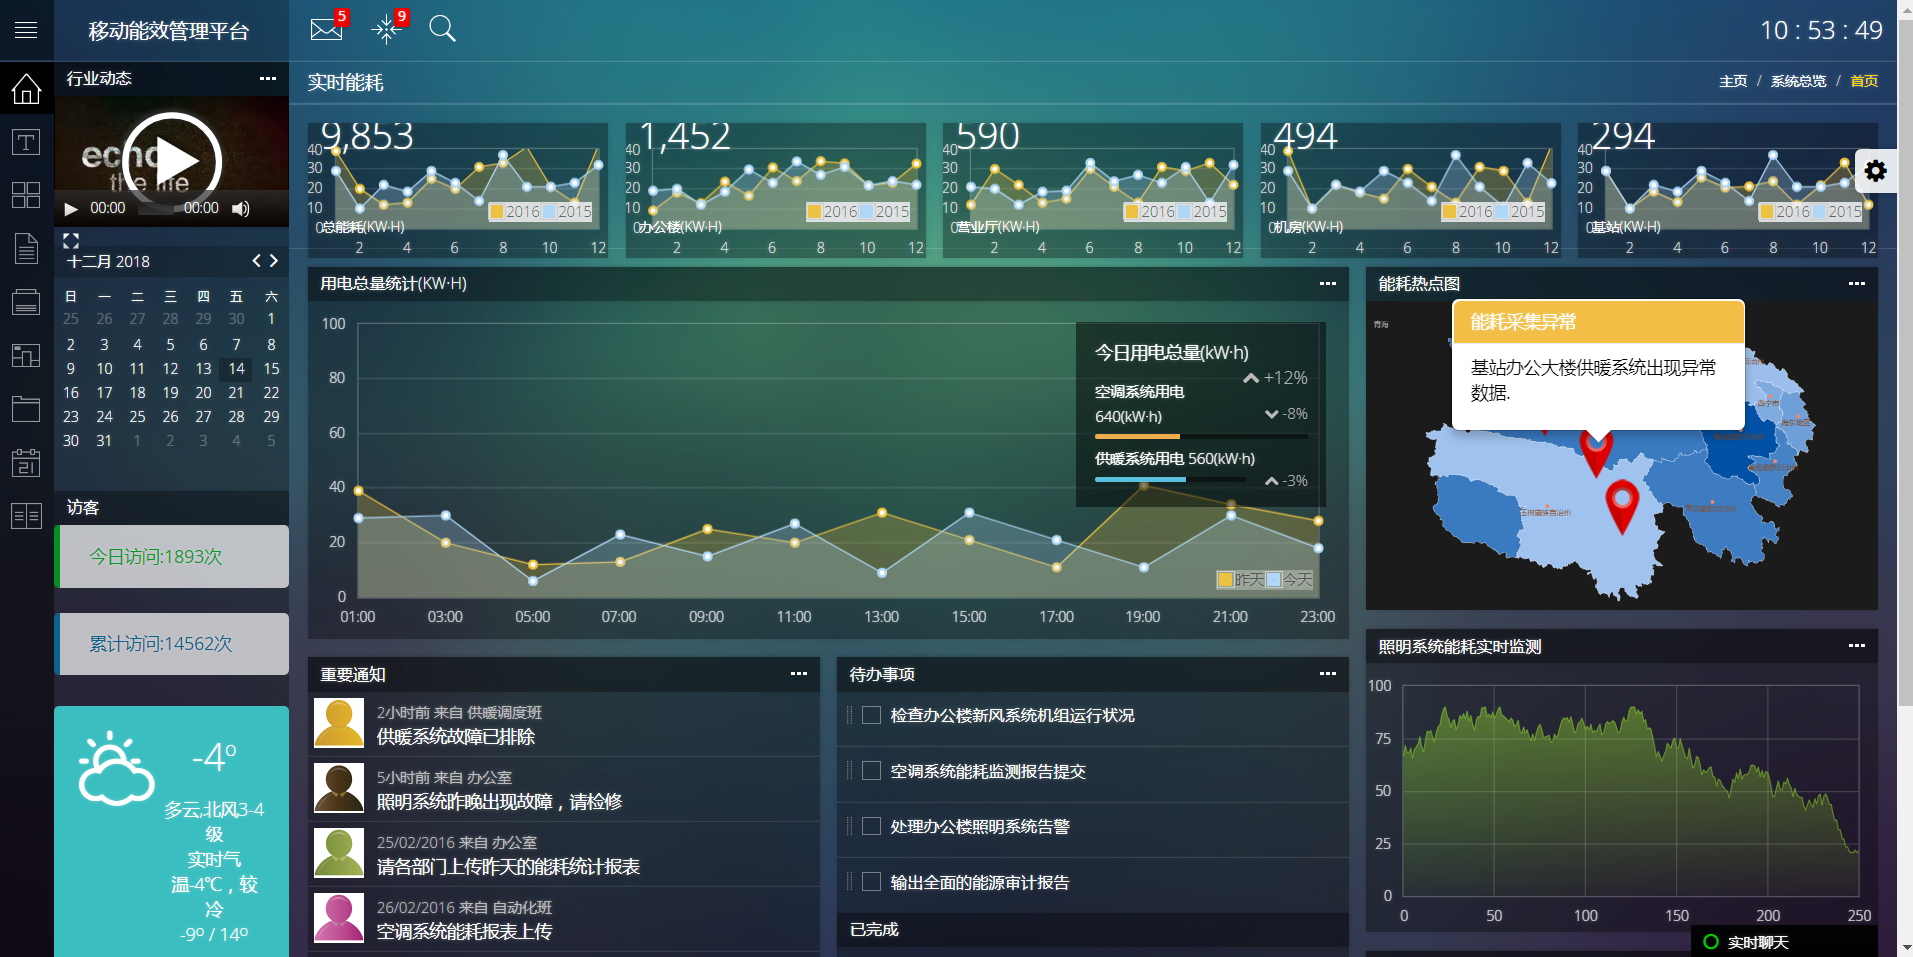 移动能效管理平台
5
9
10 : 53 : 49
行业动态
echo
the life
00:00
00:00
实时能耗
主页 / 系统总览 / 首页
9,853
40
30
20
10
0
总能耗(KW·H)
2016
2015
2 4 6 8 10 12
1,452
40
30
20
10
0
办公楼(KW·H)
2016
2015
2 4 6 8 10 12
590
40
30
20
10
0
营业厅(KW·H)
2016
2015
2 4 6 8 10 12
494
40
30
20
10
0
机房(KW·H)
2016
2015
2 4 6 8 10 12
294
40
30
20
10
0
基站(KW·H)
2016
2015
2 4 6 8 10 12
十二月 2018
日 一 二 三 四 五 六
25 26 27 28 29 30 1
2 3 4 5 6 7 8
9 10 11 12 13 14 15
16 17 18 19 20 21 22
23 24 25 26 27 28 29
30 31 1 2 3 4 5
访客
今日访问:1893次
累计访问:14562次
-4º
多云,北风3-4
级
实时气
温-4℃，较
冷
-9º / 14º
21
用电总量统计(KW·H)
100
80
60
40
20
0
01:00 03:00 05:00 07:00 09:00 11:00 13:00 15:00 17:00 19:00 21:00 23:00
昨天
今天
今日用电总量(kW·h)
+12%
空调系统用电
640(kW·h)
-8%
供暖系统用电 560(kW·h)
-3%
能耗热点图
青海
能耗采集异常
基站办公大楼供暖系统出现异常
数据.
西宁市
海东地区
玉树藏族自治州
重要通知
2小时前 来自 供暖调度班
供暖系统故障已排除
5小时前 来自 办公室
照明系统昨晚出现故障，请检修
25/02/2016 来自 办公室
请各部门上传昨天的能耗统计报表
26/02/2016 来自 自动化班
空调系统能耗报表上传
待办事项
检查办公楼新风系统机组运行状况
空调系统能耗监测报告提交
处理办公楼照明系统告警
输出全面的能源审计报告
已完成
照明系统能耗实时监测
100
75
50
25
0
0 50 100 150 200 250
实时聊天